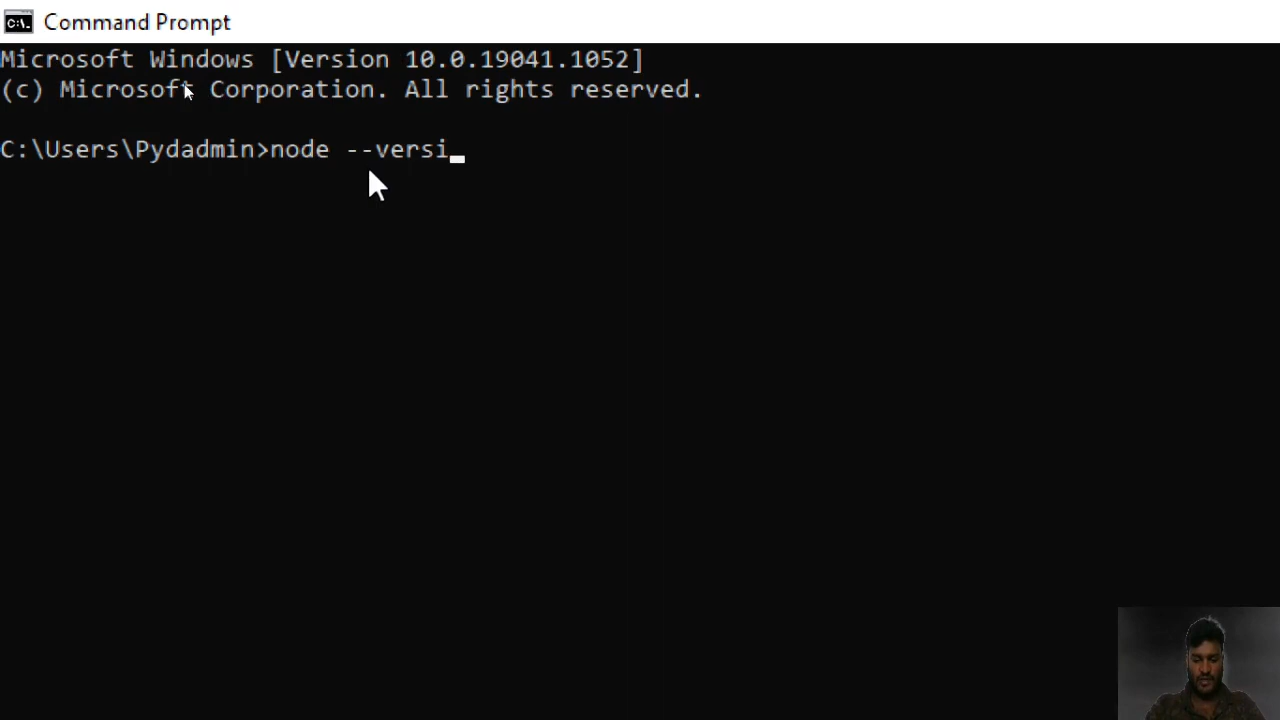 Command Prompt
Microsoft Windows [Version 10.0.19041.1052]
(c) Microsoft Corporation. All rights reserved.
C:\Users\Pydadmin>node --versi